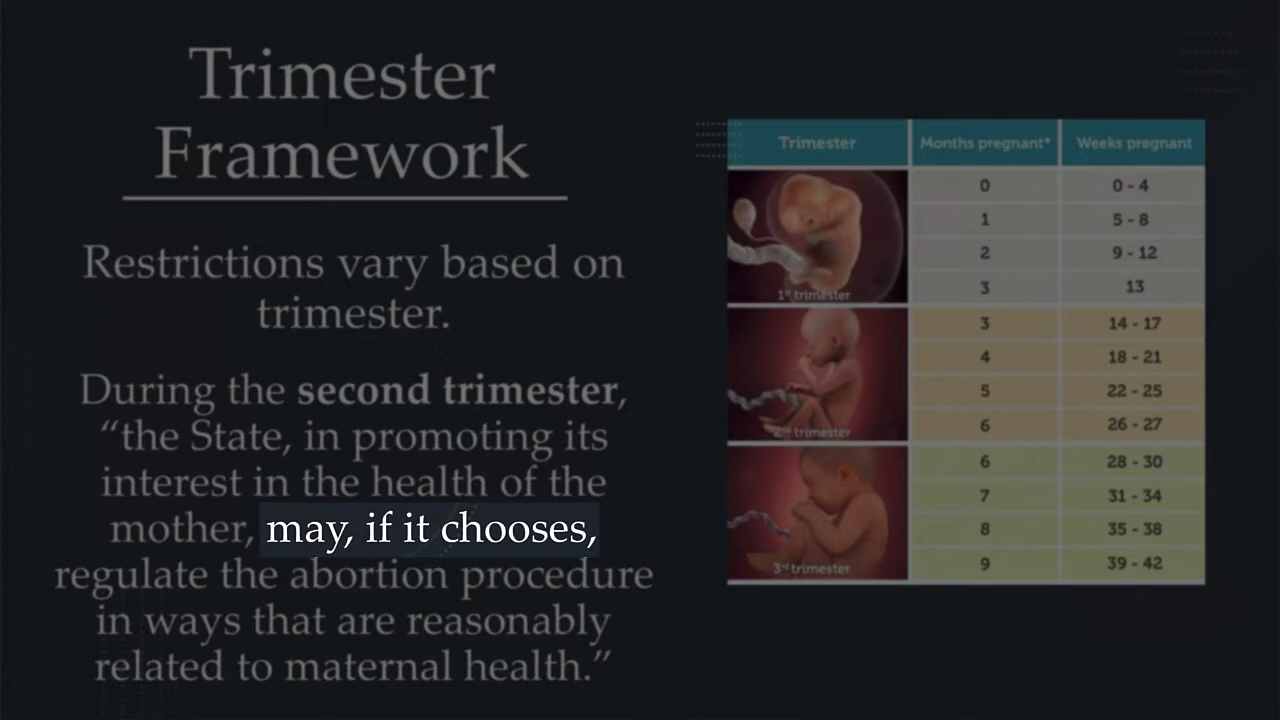 Trimester
Framework
Restrictions vary based on
trimester.
During the second trimester,
“the State, in promoting its
interest in the health of the
mother, may, if it chooses,
regulate the abortion procedure
in ways that are reasonably
related to maternal health.”
Trimester Months pregnant* Weeks pregnant
0 0 - 4
1 5 - 8
2 9 - 12
3 13
1st trimester
3 14 - 17
4 18 - 21
5 22 - 25
6 26 - 27
2nd trimester
6 28 - 30
7 31 - 34
8 35 - 38
9 39 - 42
3rd trimester